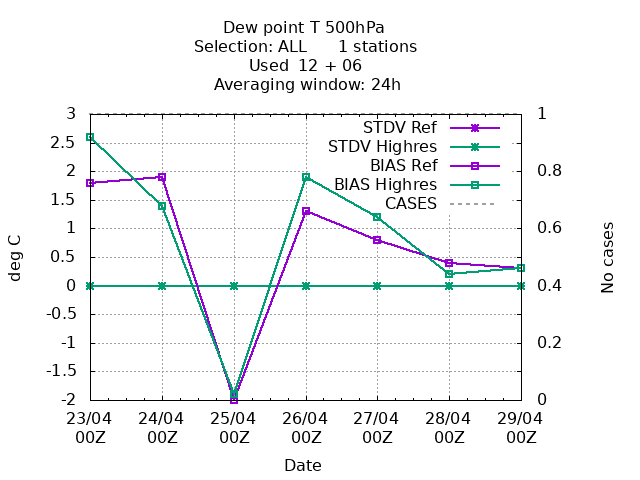 Dew point T 500hPa
Selection: ALL      1 stations
Used  12 + 06
Averaging window: 24h
3
2.5
2
1.5
1
0.5
0
-0.5
-1
-1.5
-2
deg C
STDV Ref
STDV Highres
BIAS Ref
BIAS Highres
CASES
1
0.8
0.6
0.4
0.2
0
No cases
23/04 24/04 25/04 26/04 27/04 28/04 29/04
00Z 00Z 00Z 00Z 00Z 00Z 00Z
Date